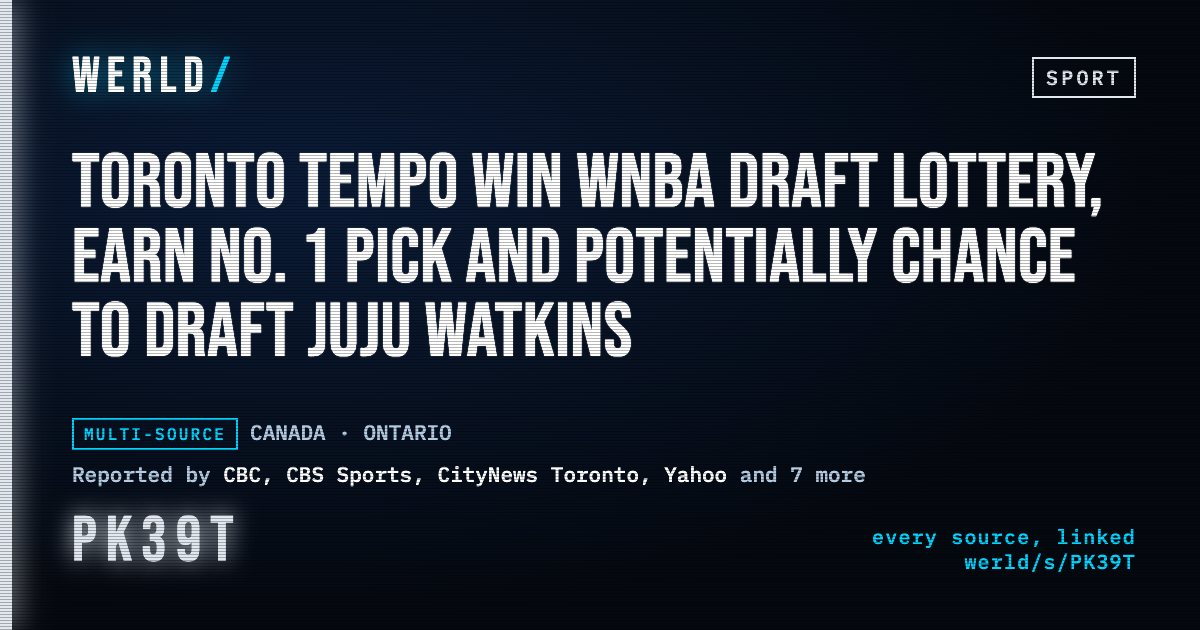 WERLD/
SPORT
TORONTO TEMPO WIN WNBA DRAFT LOTTERY,
EARN NO. 1 PICK AND POTENTIALLY CHANCE
TO DRAFT JUJU WATKINS
MULTI-SOURCE CANADA · ONTARIO
Reported by CBC, CBS Sports, CityNews Toronto, Yahoo and 7 more
PK39T
every source, linked
werld/s/PK39T